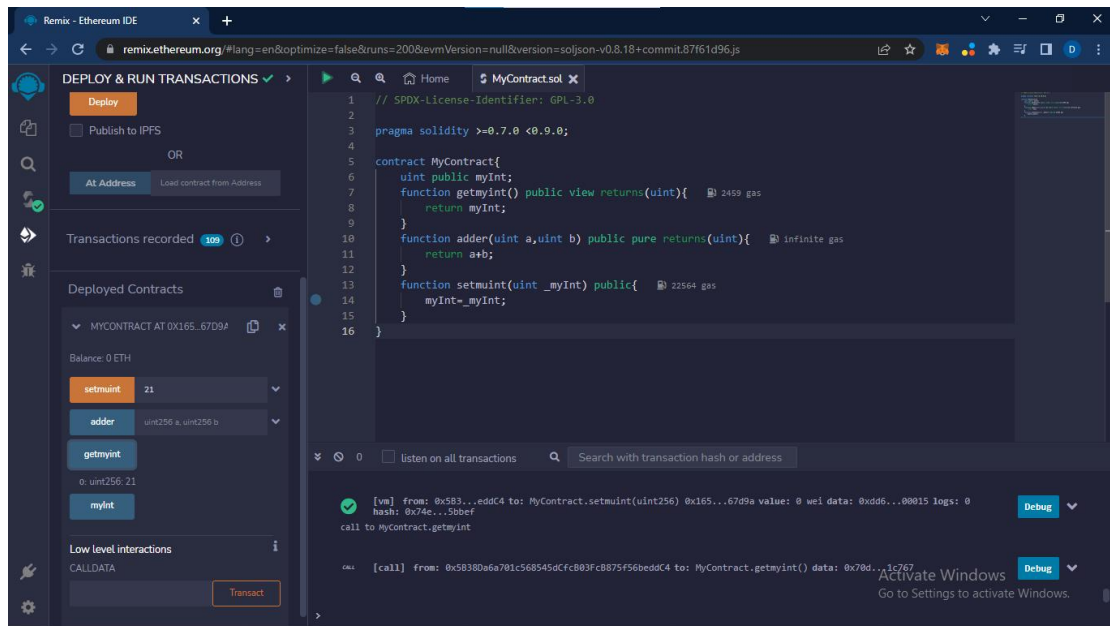 Remix - Ethereum IDE
remix.ethereum.org/#lang=en&optimize=false&runs=200&evmVersion=null&version=soljson-v0.8.18+commit.87f61d96.js
D
DEPLOY & RUN TRANSACTIONS
Deploy
Publish to IPFS
OR
At Address Load contract from Address
Transactions recorded 109 i
Deployed Contracts
MYCONTRACT AT 0X165...67D9A
Balance: 0 ETH
setmuint 21
adder uint256 a, uint256 b
getmyint
0: uint256: 21
myInt
Low level interactions i
CALLDATA
Transact
Home MyContract.sol
1 // SPDX-License-Identifier: GPL-3.0
2
3 pragma solidity >=0.7.0 <0.9.0;
4
5 contract MyContract{
6 uint public myInt;
7 function getmyint() public view returns(uint){ 2459 gas
8 return myInt;
9 }
10 function adder(uint a,uint b) public pure returns(uint){ infinite gas
11 return a+b;
12 }
13 function setmuint(uint _myInt) public{ 22564 gas
14 myInt=_myInt;
15 }
16 }
0 listen on all transactions Search with transaction hash or address
[vm] from: 0x5B3...eddC4 to: MyContract.setmuint(uint256) 0x165...67d9a value: 0 wei data: 0xdd6...00015 logs: 0
hash: 0x74e...5bbef
Debug
call to MyContract.getmyint
CALL [call] from: 0x5B38Da6a701c568545dCfcB03FcB875f56beddC4 to: MyContract.getmyint() data: 0x70d...1c767
Debug
Activate Windows
Go to Settings to activate Windows.
>